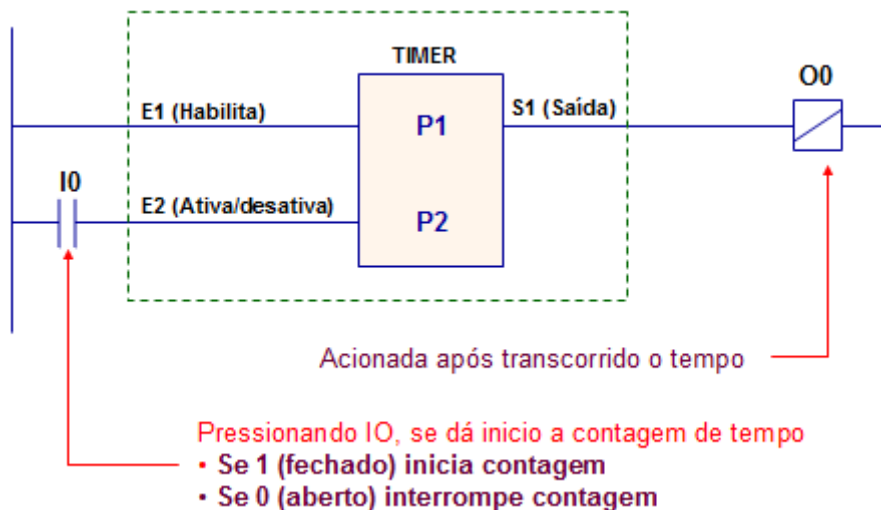 TIMER
O0
E1 (Habilita)
P1
S1 (Saída)
I0
E2 (Ativa/desativa)
P2
Acionada após transcorrido o tempo
Pressionando IO, se dá inicio a contagem de tempo
• Se 1 (fechado) inicia contagem
• Se 0 (aberto) interrompe contagem